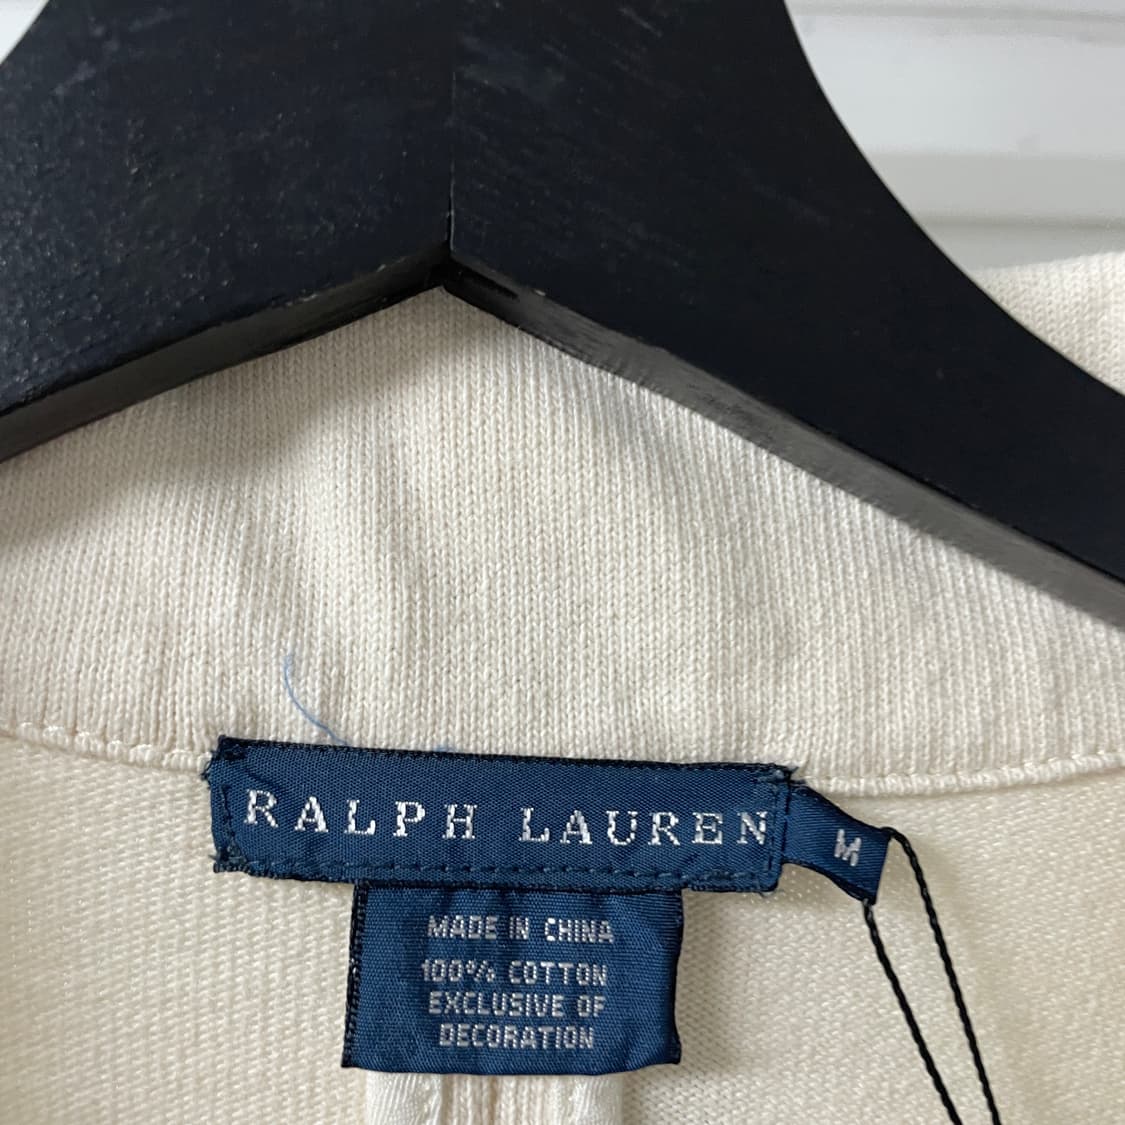 RALPH LAUREN
M
MADE IN CHINA
100% COTTON
EXCLUSIVE OF
DECORATION